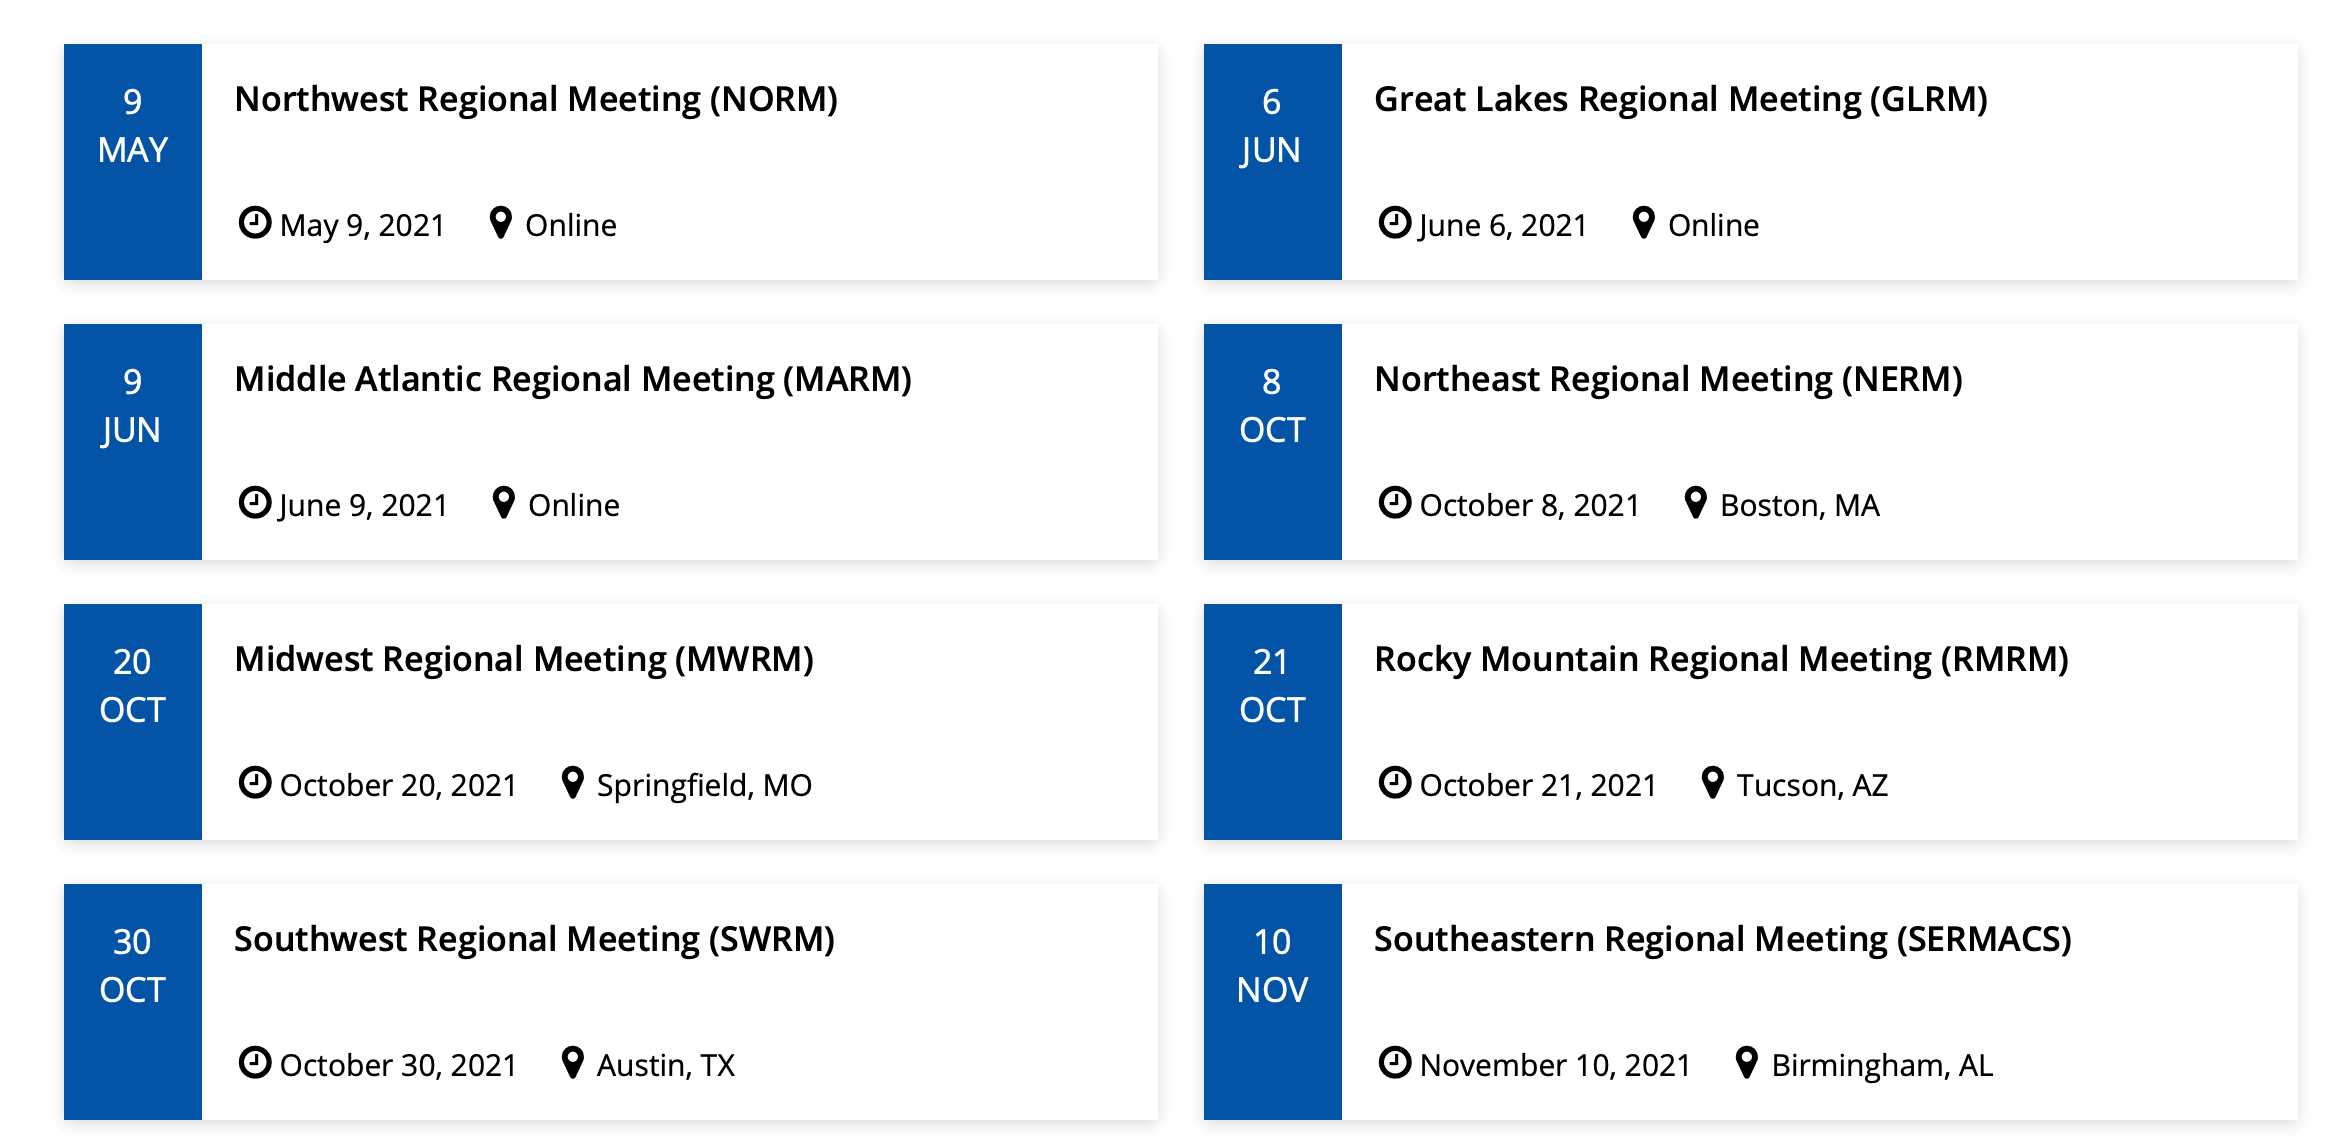 9
MAY
Northwest Regional Meeting (NORM)
May 9, 2021 Online
6
JUN
Great Lakes Regional Meeting (GLRM)
June 6, 2021 Online
9
JUN
Middle Atlantic Regional Meeting (MARM)
June 9, 2021 Online
8
OCT
Northeast Regional Meeting (NERM)
October 8, 2021 Boston, MA
20
OCT
Midwest Regional Meeting (MWRM)
October 20, 2021 Springfield, MO
21
OCT
Rocky Mountain Regional Meeting (RMRM)
October 21, 2021 Tucson, AZ
30
OCT
Southwest Regional Meeting (SWRM)
October 30, 2021 Austin, TX
10
NOV
Southeastern Regional Meeting (SERMACS)
November 10, 2021 Birmingham, AL